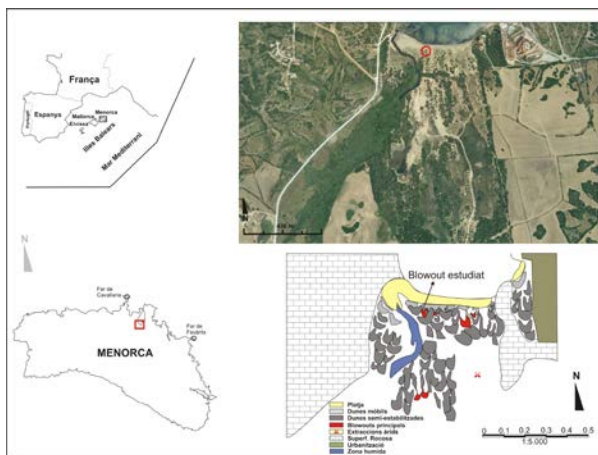 França
Portugal
Espanya
Menorca
Mallorca
Eivissa
Illes Balears
Mar Mediterrani
N
N
Far de
Cavalleria
Far de
Favàritx
MENORCA
Blowout estudiat
N
Platja
Dunes mòbils
Dunes semi-estabilitzades
Blowouts principals
Extraccions àrids
Superf. Rocosa
Urbanització
Zona humida
0 0.1 0.2 0.3 0.4 0.5
1:5.000